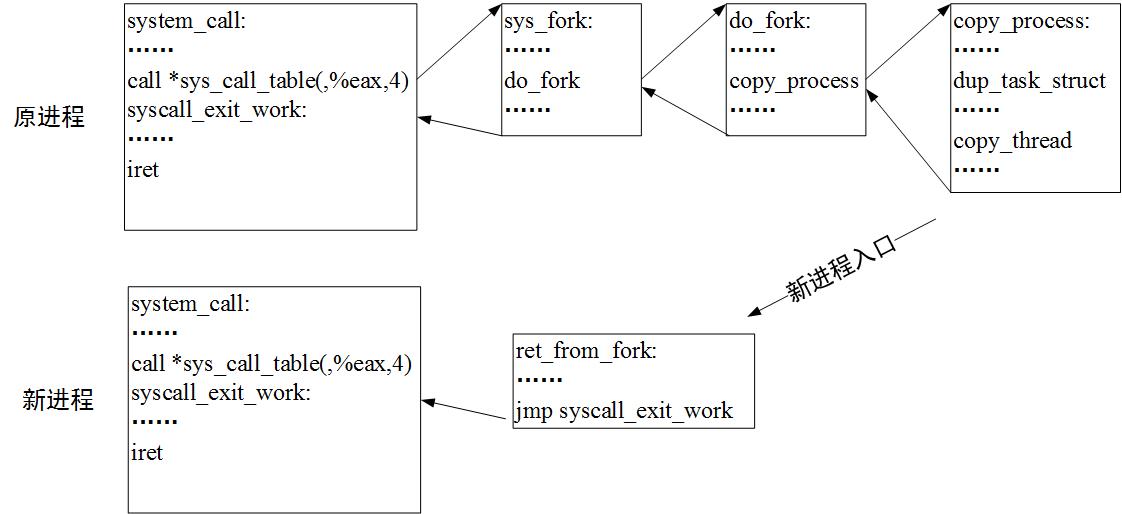 原进程
system_call:
......
call *sys_call_table(,%eax,4)
syscall_exit_work:
......
iret
sys_fork:
......
do_fork
......
do_fork:
......
copy_process
......
copy_process:
......
dup_task_struct
......
copy_thread
......
新进程入口
新进程
system_call:
......
call *sys_call_table(,%eax,4)
syscall_exit_work:
......
iret
ret_from_fork:
......
jmp syscall_exit_work